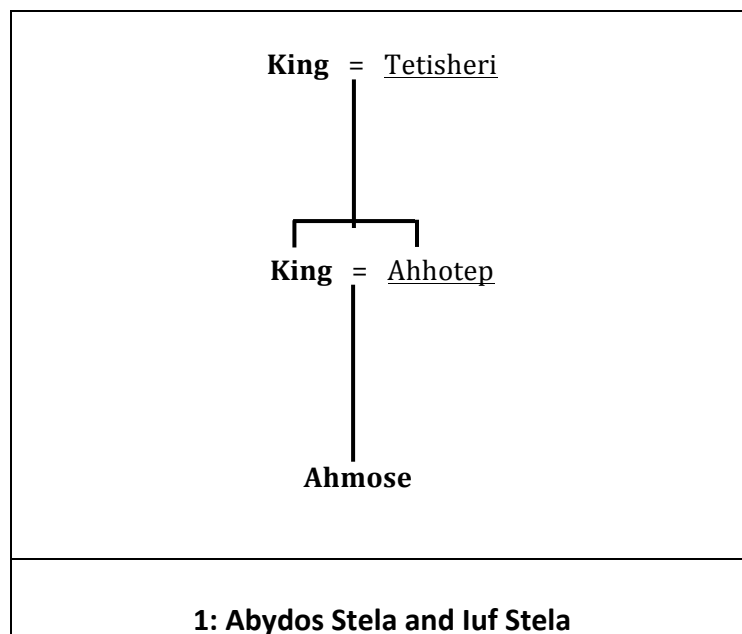 King = Tetisheri
King = Ahhotep
Ahmose
1: Abydos Stela and Iuf Stela